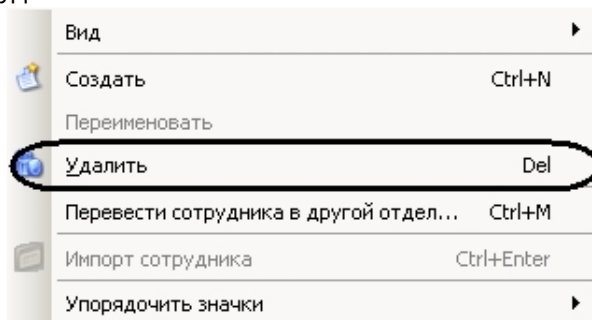 Вид
Создать Ctrl+N
Переименовать
Удалить Del
Перевести сотрудника в другой отдел... Ctrl+M
Импорт сотрудника Ctrl+Enter
Упорядочить значки